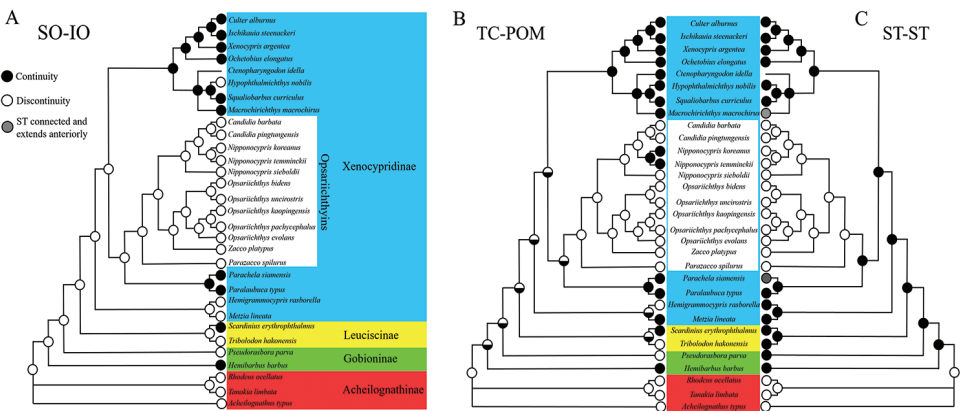 A
SO-IO
B
TC-POM
C
ST-ST
Continuity
Discontinuity
ST connected and
extends anteriorly
Culter alburnus
Ischikauia steenackeri
Xenocypris argentea
Ochetobius elongatus
Ctenopharyngodon idella
Hypophthalmichthys nobilis
Squaliobarbus curriculus
Macrochirichthys macrochirus
Candidia barbata
Candidia pingtungensis
Nipponocypris koreanus
Nipponocypris temminckii
Nipponocypris sieboldii
Opsariichthys bidens
Opsariichthys uncirostris
Opsariichthys kaopingensis
Opsariichthys pachycephalus
Opsariichthys evolans
Zacco platypus
Parazacco spilurus
Parachela siamensis
Paralaubuca typus
Hemigrammocypris rasborella
Metzia lineata
Scardinius erythrophthalmus
Tribolodon hakonensis
Pseudorasbora parva
Hemibarbus barbus
Rhodeus ocellatus
Tanakia limbata
Acheilognathus typus
Opsariichthyins
Xenocypridinae
Leuciscinae
Gobioninae
Acheilognathinae
Culter alburnus
Ischikauia steenackeri
Xenocypris argentea
Ochetobius elongatus
Ctenopharyngodon idella
Hypophthalmichthys nobilis
Squaliobarbus curriculus
Macrochirichthys macrochirus
Candidia barbata
Candidia pingtungensis
Nipponocypris koreanus
Nipponocypris temminckii
Nipponocypris sieboldii
Opsariichthys bidens
Opsariichthys uncirostris
Opsariichthys kaopingensis
Opsariichthys pachycephalus
Opsariichthys evolans
Zacco platypus
Parazacco spilurus
Parachela siamensis
Paralaubuca typus
Hemigrammocypris rasborella
Metzia lineata
Scardinius erythrophthalmus
Tribolodon hakonensis
Pseudorasbora parva
Hemibarbus barbus
Rhodeus ocellatus
Tanakia limbata
Acheilognathus typus